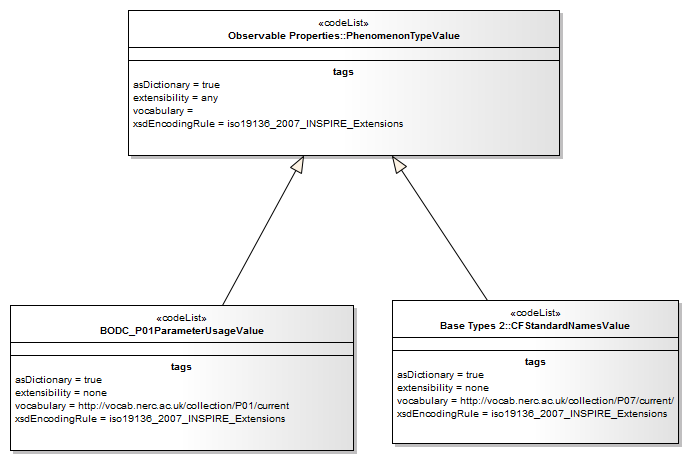 «codeList»
Observable Properties::PhenomenonTypeValue
tags
asDictionary = true
extensibility = any
vocabulary =
xsdEncodingRule = iso19136_2007_INSPIRE_Extensions
«codeList»
BODC_P01ParameterUsageValue
tags
asDictionary = true
extensibility = none
vocabulary = http://vocab.nerc.ac.uk/collection/P01/current
xsdEncodingRule = iso19136_2007_INSPIRE_Extensions
«codeList»
Base Types 2::CFStandardNamesValue
tags
asDictionary = true
extensibility = none
vocabulary = http://vocab.nerc.ac.uk/collection/P07/current/
xsdEncodingRule = iso19136_2007_INSPIRE_Extensions